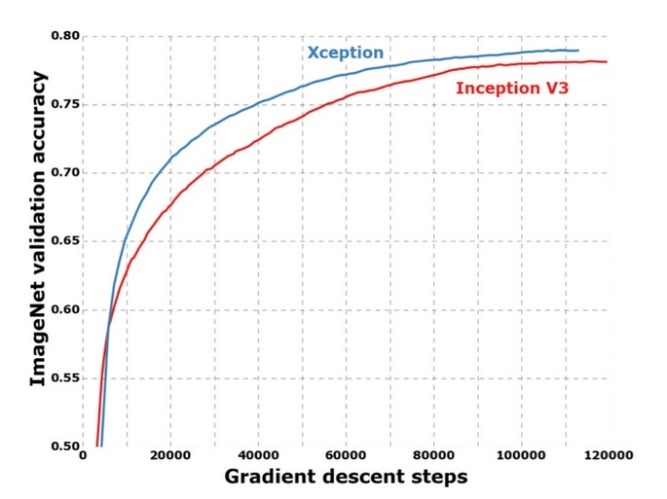 0.80
Xception
Inception V3
0.75
0.70
0.65
0.60
0.55
0.50
ImageNet validation accuracy
0 20000 40000 60000 80000 100000 120000
Gradient descent steps